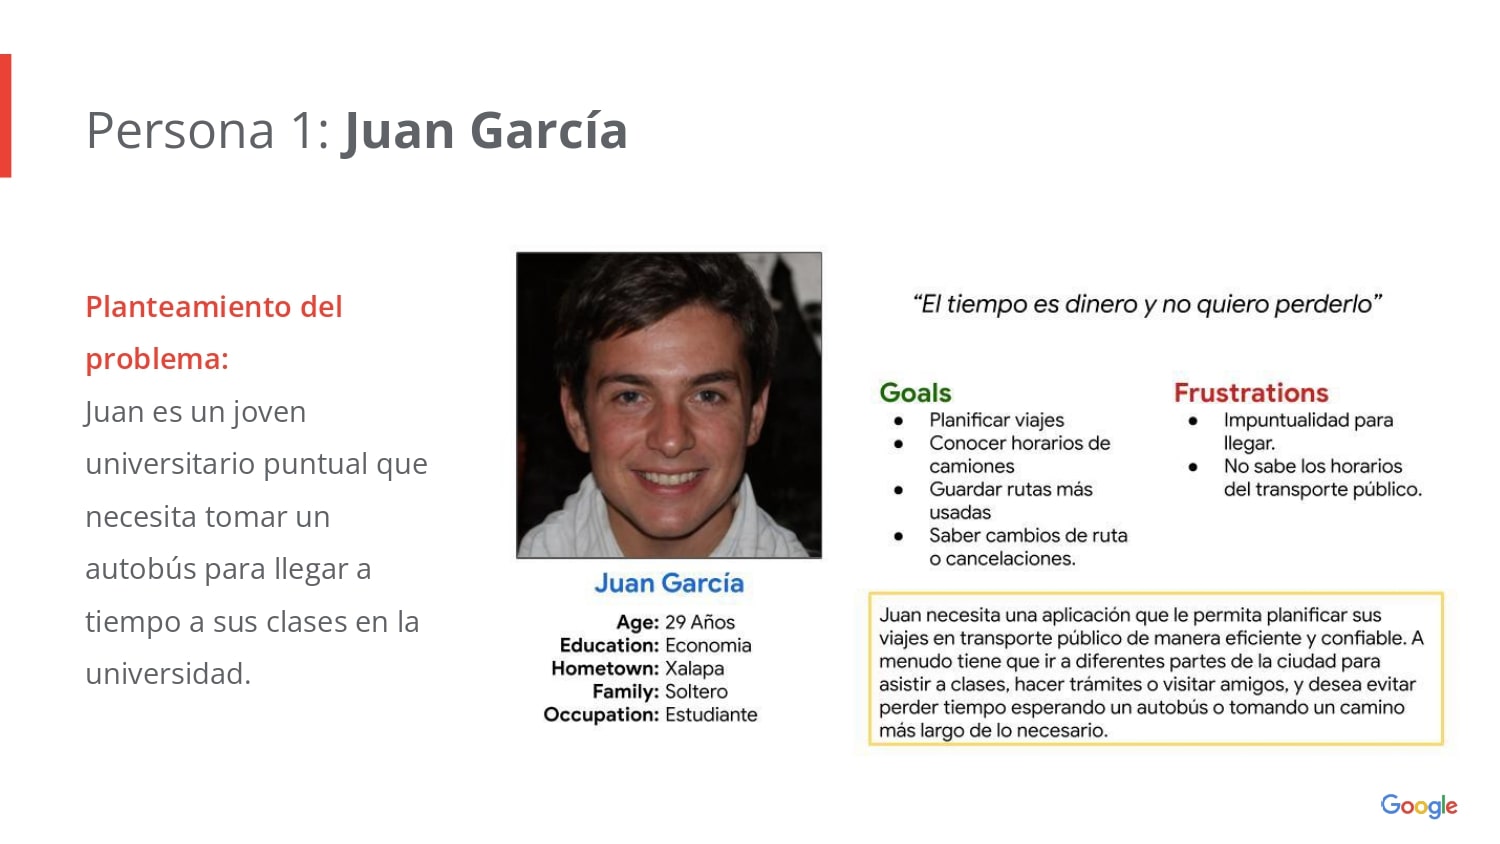 Persona 1: Juan García
Planteamiento del
problema:
Juan es un joven
universitario puntual que
necesita tomar un
autobús para llegar a
tiempo a sus clases en la
universidad.
Juan García
Age: 29 Años
Education: Economia
Hometown: Xalapa
Family: Soltero
Occupation: Estudiante
“El tiempo es dinero y no quiero perderlo”
Goals
● Planificar viajes
● Conocer horarios de
camiones
● Guardar rutas más
usadas
● Saber cambios de ruta
o cancelaciones.
Frustrations
● Impuntualidad para
llegar.
● No sabe los horarios
del transporte público.
Juan necesita una aplicación que le permita planificar sus
viajes en transporte público de manera eficiente y confiable. A
menudo tiene que ir a diferentes partes de la ciudad para
asistir a clases, hacer trámites o visitar amigos, y desea evitar
perder tiempo esperando un autobús o tomando un camino
más largo de lo necesario.
Google